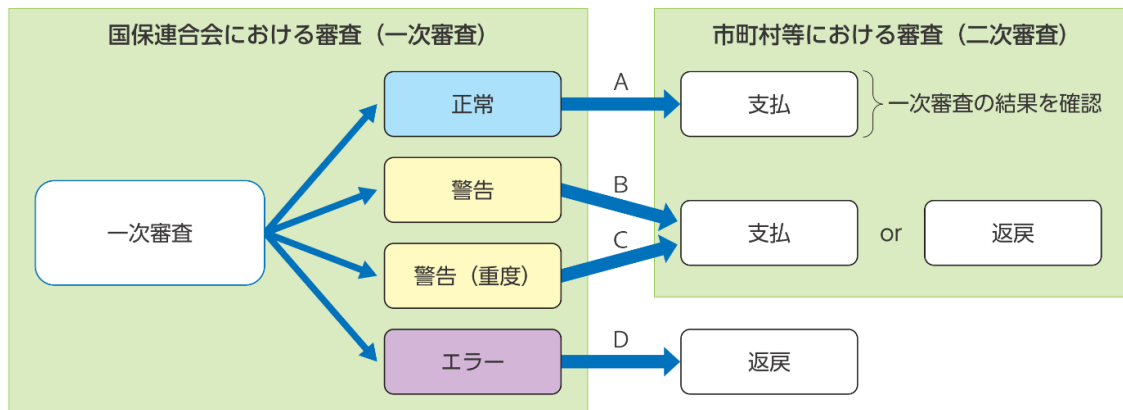 国保連合会における審査（一次審査）
市町村等における審査（二次審査）
一次審査
正常
A
支払
一次審査の結果を確認
警告
B
警告（重度）
C
支払
or
返戻
エラー
D
返戻